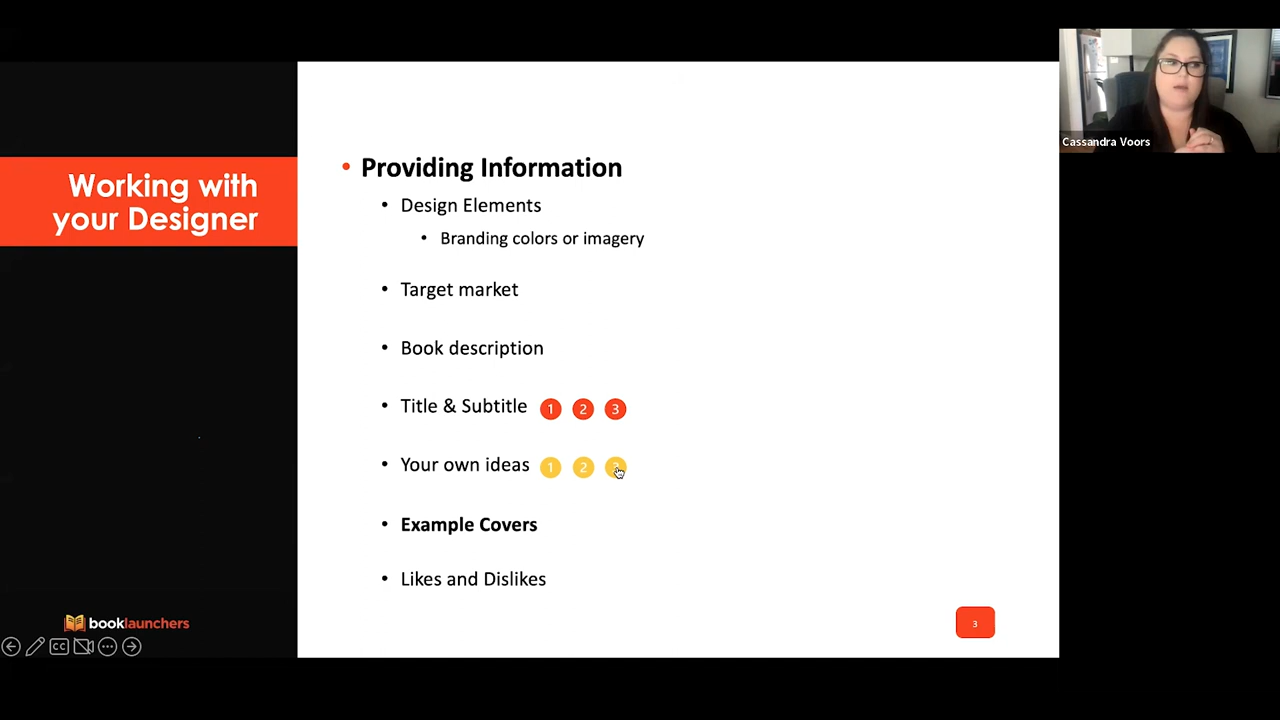 Cassandra Voors
Working with
your Designer
• Providing Information
• Design Elements
• Branding colors or imagery
• Target market
• Book description
• Title & Subtitle 1 2 3
• Your own ideas 1 2
• Example Covers
• Likes and Dislikes
booklaunchers
CC
3